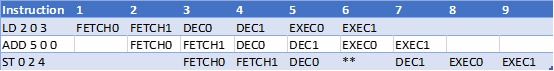 Instruction 1 2 3 4 5 6 7 8 9
LD 2 0 3 FETCH0 FETCH1 DEC0 DEC1 EXEC0 EXEC1
ADD 5 0 0 FETCH0 FETCH1 DEC0 DEC1 EXEC0 EXEC1
ST 0 2 4 FETCH0 FETCH1 DEC0 ** DEC1 EXEC0 EXEC1